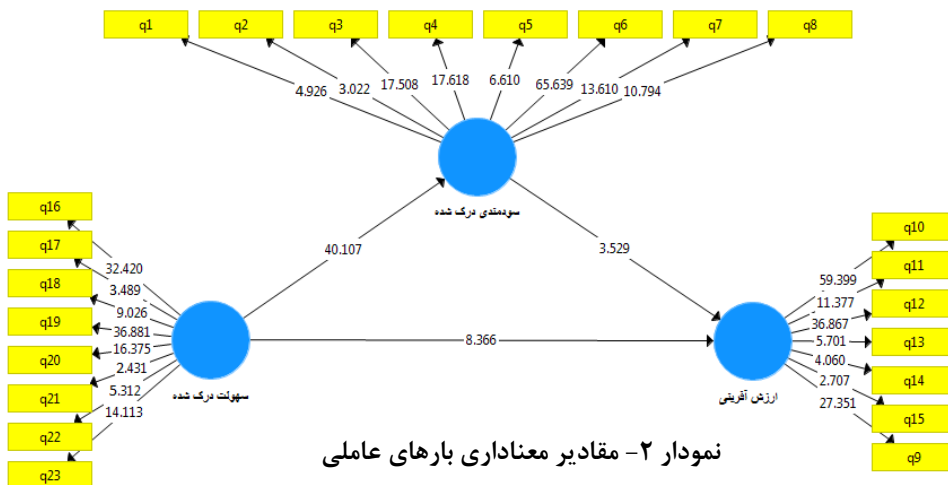 q1 q2 q3 q4 q5 q6 q7 q8
4.926 3.022 17.508 17.618 6.610 65.639 13.610 10.794
سودمندی درک شده
40.107
3.529
8.366
q16
q17
q18
q19
q20
q21
q22
q23
32.420
3.489
9.026
36.881
16.375
2.431
5.312
14.113
سهولت درک شده
q10
q11
q12
q13
q14
q15
q9
59.399
11.377
36.867
5.701
4.060
2.707
27.351
ارزش آفرینی
نمودار ۲- مقادیر معناداری بارهای عاملی